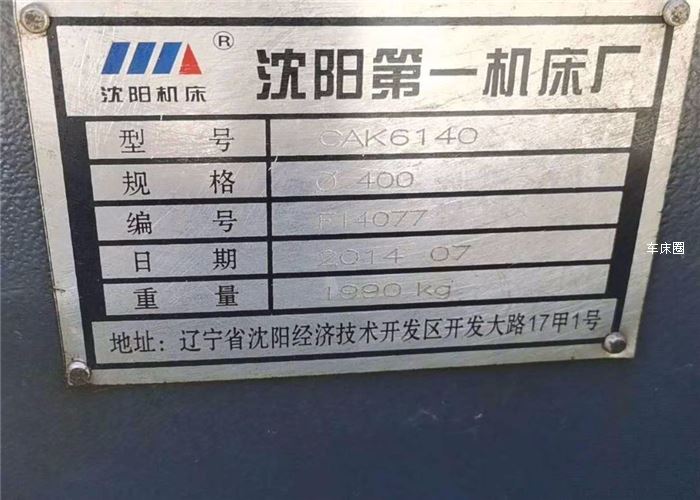 沈阳机床 ® 沈阳第一机床厂
型号 CAK6140
规格 Ø 400
编号 F14077
日期 2014 07
重量 1990 kg
地址：辽宁省沈阳经济技术开发区开发大路17甲1号
车床圈